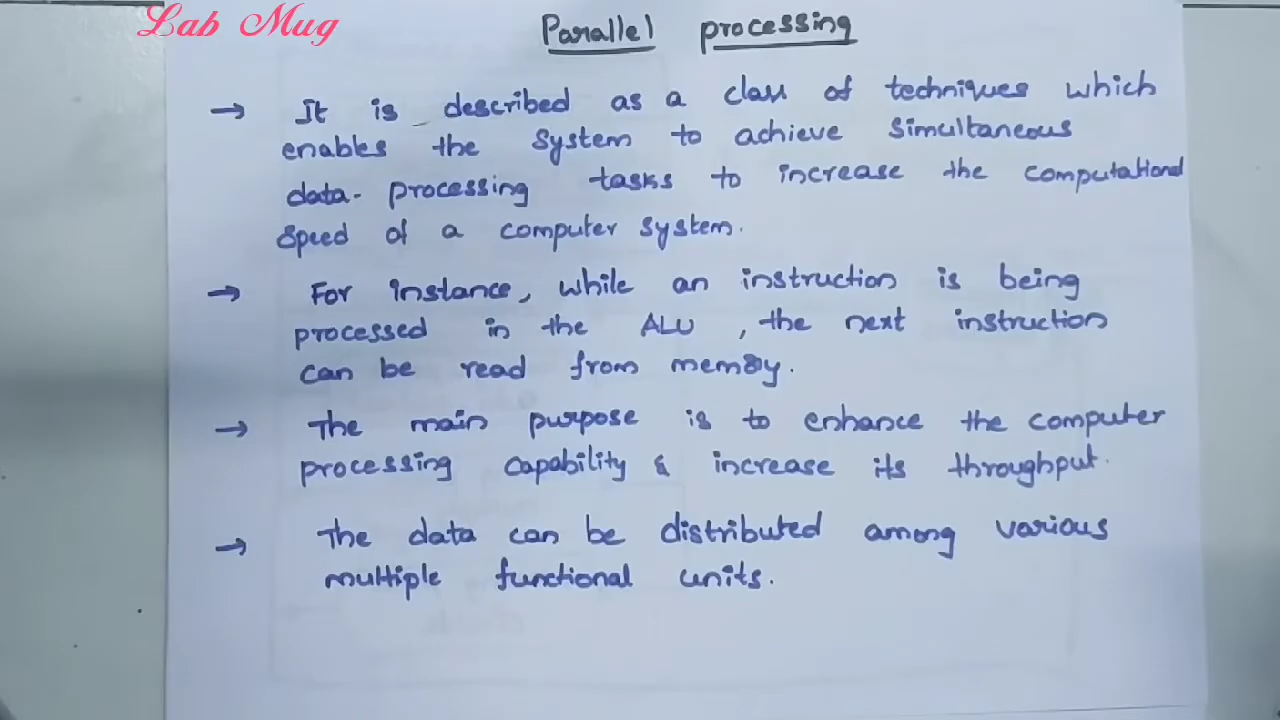 Lab Mug
Parallel processing
→ It is described as a class of techniques which
enables the system to achieve simultaneous
data-processing tasks to increase the computational
speed of a computer system.
→ For instance, while an instruction is being
processed in the ALU, the next instruction
can be read from memory.
→ The main purpose is to enhance the computer
processing capability & increase its throughput.
→ The data can be distributed among various
multiple functional units.